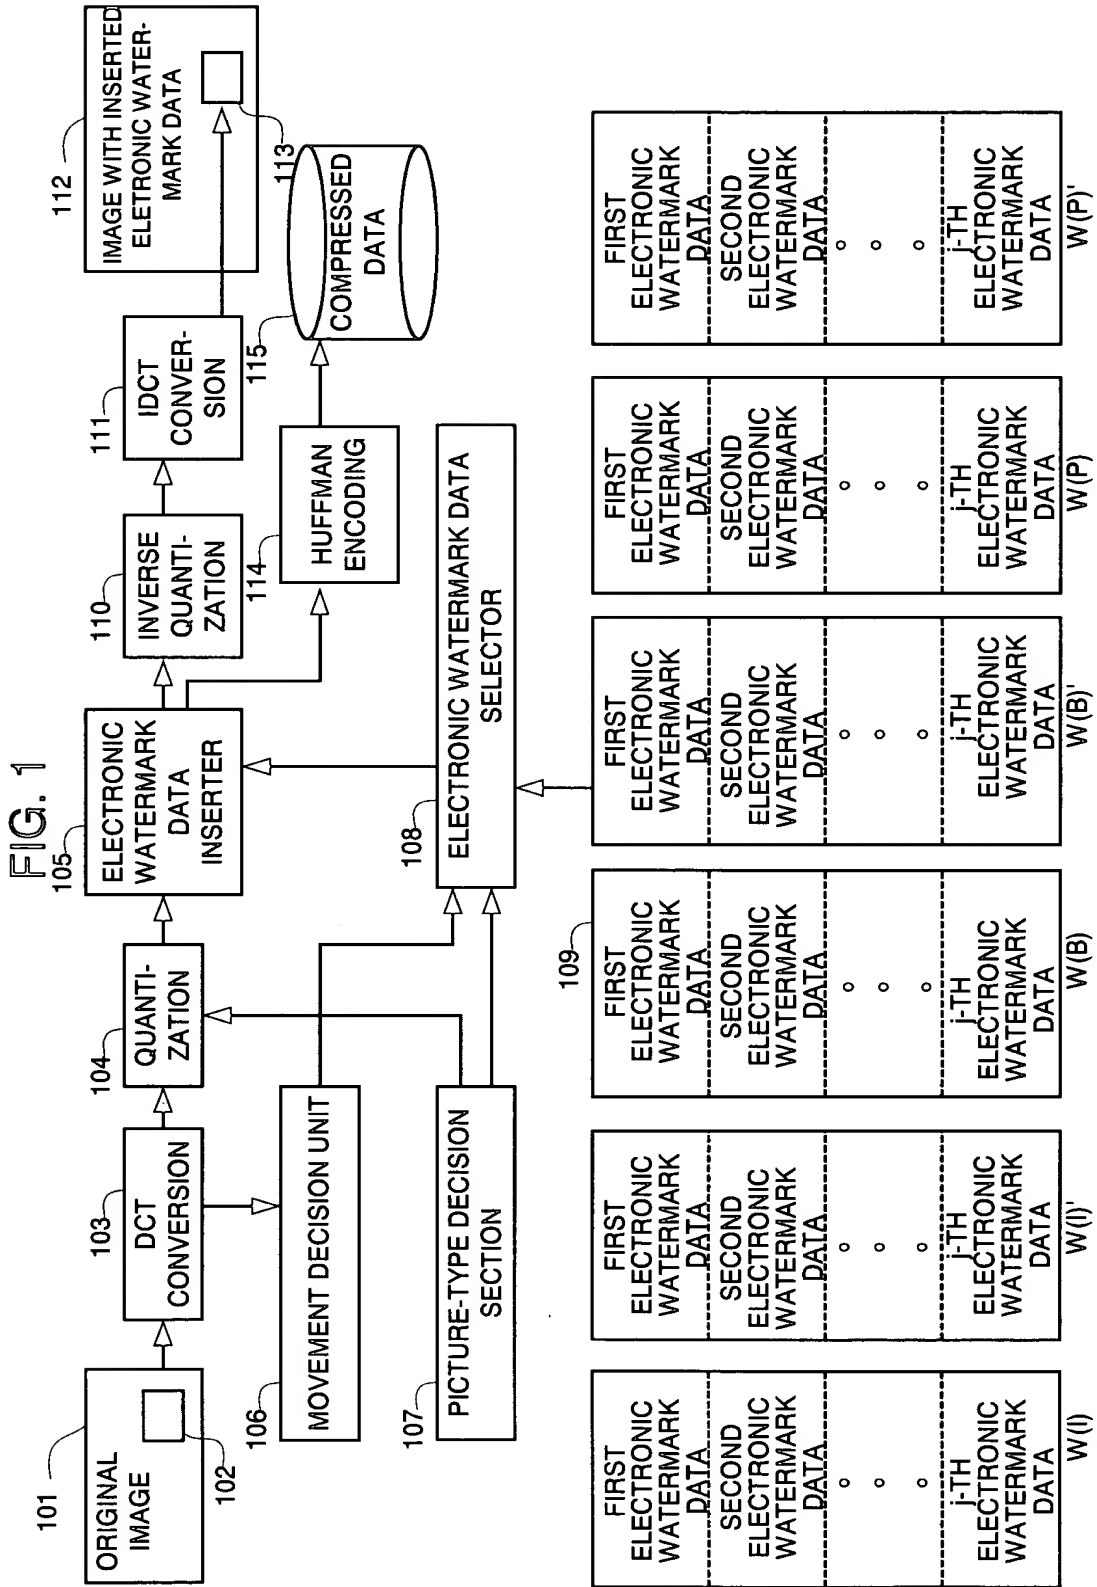 FIG. 1
101
ORIGINAL
IMAGE
102
103
DCT
CONVERSION
104
QUANTI-
ZATION
105
ELECTRONIC
WATERMARK
DATA
INSERTER
110
INVERSE
QUANTI-
ZATION
111
IDCT
CONVER-
SION
112
IMAGE WITH INSERTED
ELETRONIC WATER-
MARK DATA
113
106
MOVEMENT DECISION UNIT
114
HUFFMAN
ENCODING
115
COMPRESSED
DATA
107
PICTURE-TYPE DECISION
SECTION
108
ELECTRONIC WATERMARK DATA
SELECTOR
109
FIRST
ELECTRONIC
WATERMARK
DATA
SECOND
ELECTRONIC
WATERMARK
DATA
j-TH
ELECTRONIC
WATERMARK
DATA
W(I)
FIRST
ELECTRONIC
WATERMARK
DATA
SECOND
ELECTRONIC
WATERMARK
DATA
j-TH
ELECTRONIC
WATERMARK
DATA
W(I)'
FIRST
ELECTRONIC
WATERMARK
DATA
SECOND
ELECTRONIC
WATERMARK
DATA
j-TH
ELECTRONIC
WATERMARK
DATA
W(B)
FIRST
ELECTRONIC
WATERMARK
DATA
SECOND
ELECTRONIC
WATERMARK
DATA
j-TH
ELECTRONIC
WATERMARK
DATA
W(B)'
FIRST
ELECTRONIC
WATERMARK
DATA
SECOND
ELECTRONIC
WATERMARK
DATA
j-TH
ELECTRONIC
WATERMARK
DATA
W(P)
FIRST
ELECTRONIC
WATERMARK
DATA
SECOND
ELECTRONIC
WATERMARK
DATA
j-TH
ELECTRONIC
WATERMARK
DATA
W(P)'